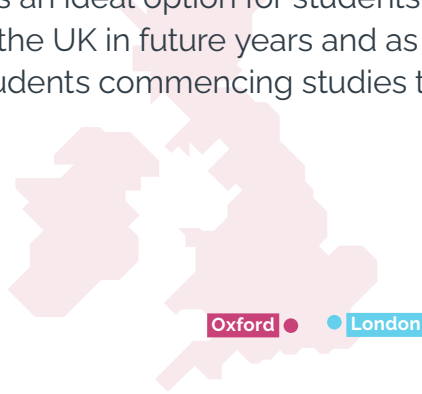 s an ideal option for students
the UK in future years and as
udents commencing studies t
Oxford
London